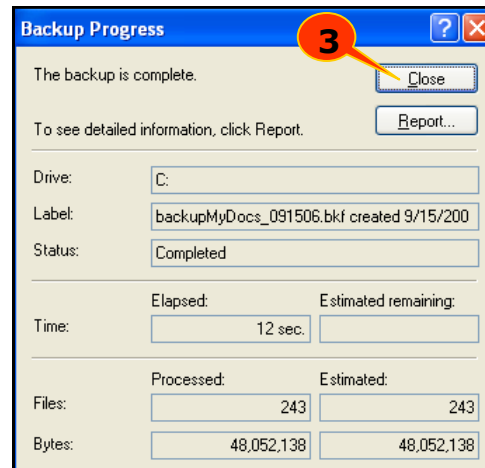 Backup Progress
3
The backup is complete.
Close
To see detailed information, click Report.
Report...
Drive:
C:
Label:
backupMyDocs_091506.bkf created 9/15/200
Status:
Completed
Elapsed:
Estimated remaining:
Time:
12 sec.
Processed:
Estimated:
Files:
243
243
Bytes:
48,052,138
48,052,138